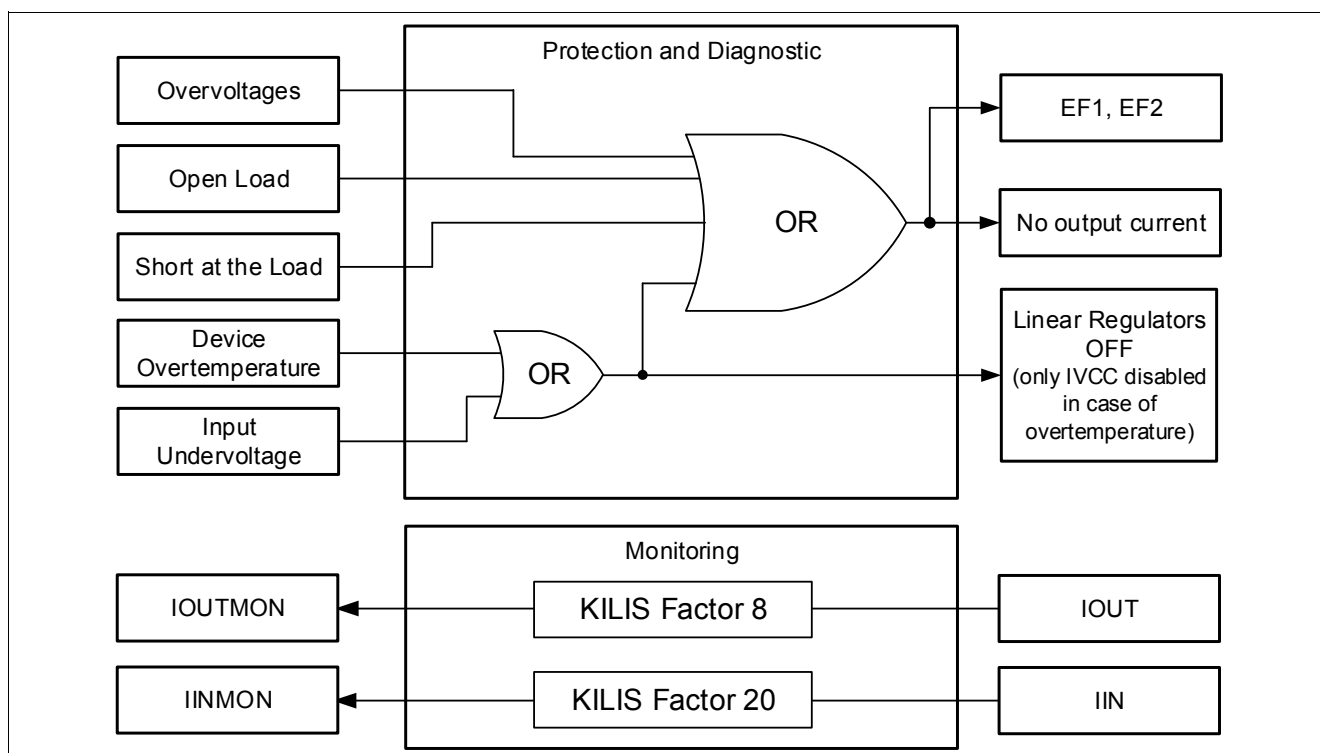 Protection and Diagnostic
Overvoltages
Open Load
Short at the Load
Device
Overtemperature
Input
Undervoltage
OR
OR
EF1, EF2
No output current
Linear Regulators
OFF
(only IVCC disabled
in case of
overtemperature)
Monitoring
IOUTMON
KILIS Factor 8
IOUT
IINMON
KILIS Factor 20
IIN